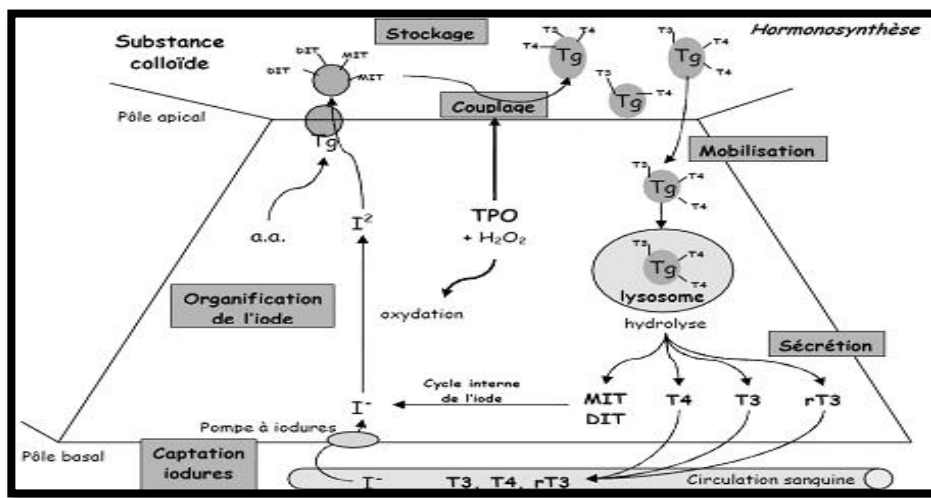 Substance
colloïde
Stockage
Hormonosynthèse
DIT
MIT
DIT
MIT
T3
T4
T4
Tg
T3
T4
T4
Tg
T3
T4
Tg
Couplage
Pôle apical
Tg
Mobilisation
T3
T4
T4
Tg
a.a.
I²
TPO
+ H₂O₂
oxydation
T3
T4
T4
Tg
lysosome
hydrolyse
Organification
de l'iode
Sécrétion
Cycle interne
de l'iode
I⁻
MIT
DIT
T4
T3
rT3
Pompe à iodures
Pôle basal
Captation
iodures
I⁻
T3, T4, rT3
Circulation sanguine